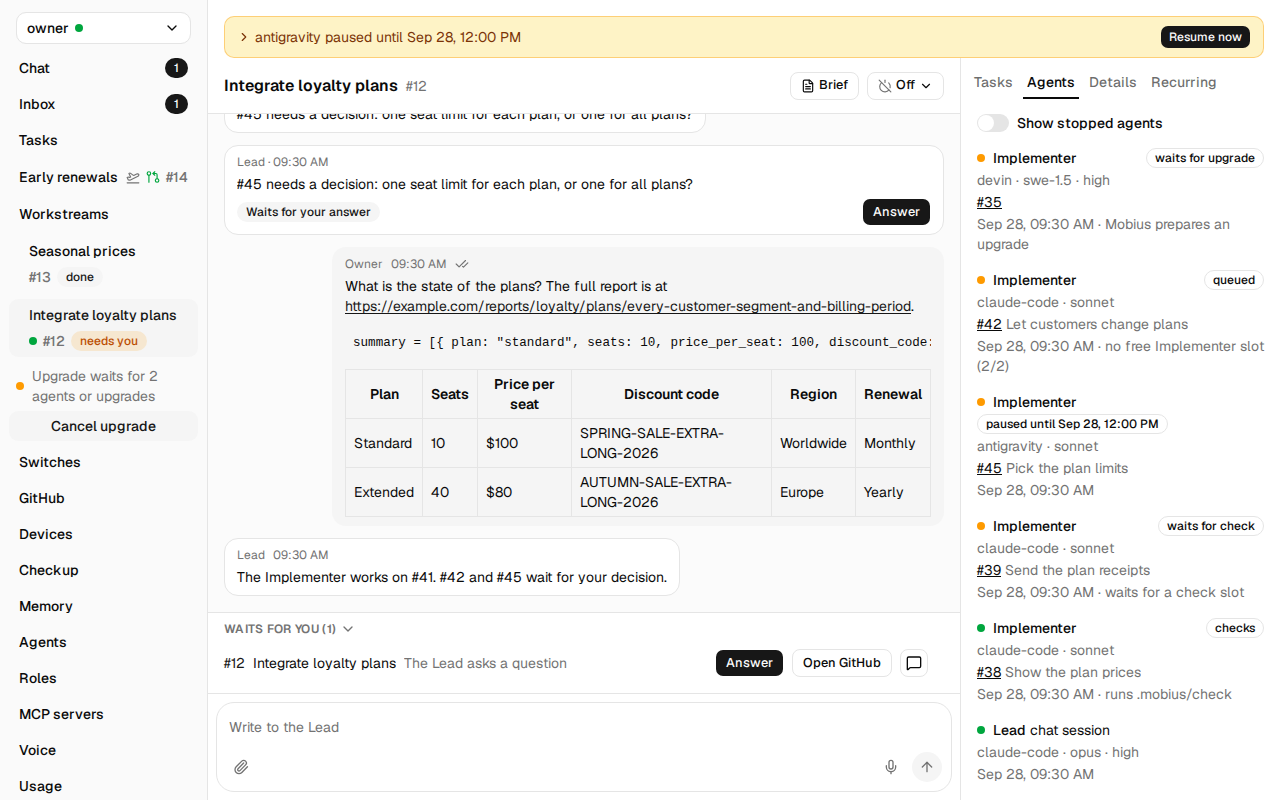 owner
Chat 1
Inbox 1
Tasks
Early renewals #14
Workstreams
Seasonal prices
#13 done
Integrate loyalty plans
#12 needs you
Upgrade waits for 2
agents or upgrades
Cancel upgrade
Switches
GitHub
Devices
Checkup
Memory
Agents
Roles
MCP servers
Voice
Usage
antigravity paused until Sep 28, 12:00 PM
Resume now
Integrate loyalty plans #12
Brief
Off
#45 needs a decision: one seat limit for each plan, or one for all plans?
Lead · 09:30 AM
#45 needs a decision: one seat limit for each plan, or one for all plans?
Waits for your answer
Answer
Owner 09:30 AM
What is the state of the plans? The full report is at
https://example.com/reports/loyalty/plans/every-customer-segment-and-billing-period.
summary = [{ plan: "standard", seats: 10, price_per_seat: 100, discount_code:
Plan Seats Price per seat Discount code Region Renewal
Standard 10 $100 SPRING-SALE-EXTRA-LONG-2026 Worldwide Monthly
Extended 40 $80 AUTUMN-SALE-EXTRA-LONG-2026 Europe Yearly
Lead 09:30 AM
The Implementer works on #41. #42 and #45 wait for your decision.
WAITS FOR YOU (1)
#12 Integrate loyalty plans The Lead asks a question
Answer
Open GitHub
Write to the Lead
Tasks Agents Details Recurring
Show stopped agents
Implementer waits for upgrade
devin · swe-1.5 · high
#35
Sep 28, 09:30 AM · Mobius prepares an
upgrade
Implementer queued
claude-code · sonnet
#42 Let customers change plans
Sep 28, 09:30 AM · no free Implementer slot
(2/2)
Implementer
paused until Sep 28, 12:00 PM
antigravity · sonnet
#45 Pick the plan limits
Sep 28, 09:30 AM
Implementer waits for check
claude-code · sonnet
#39 Send the plan receipts
Sep 28, 09:30 AM · waits for a check slot
Implementer checks
claude-code · sonnet
#38 Show the plan prices
Sep 28, 09:30 AM · runs .mobius/check
Lead chat session
claude-code · opus · high
Sep 28, 09:30 AM